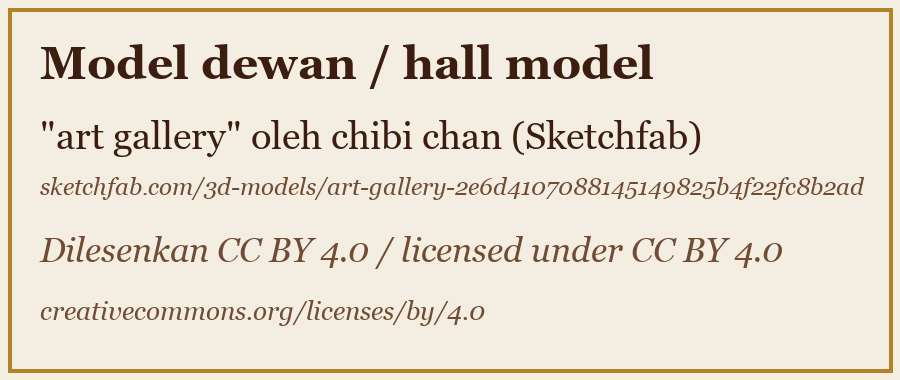 Model dewan / hall model
"art gallery" oleh chibi chan (Sketchfab)
sketchfab.com/3d-models/art-gallery-2e6d4107088145149825b4f22fc8b2ad
Dilesenkan CC BY 4.0 / licensed under CC BY 4.0
creativecommons.org/licenses/by/4.0